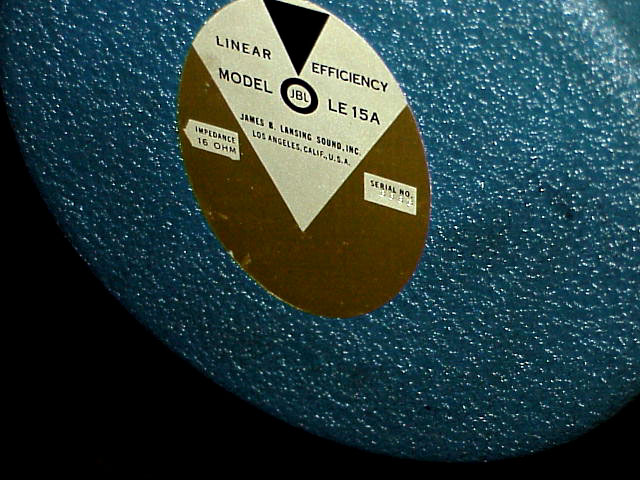 LINEAR EFFICIENCY
MODEL JBL LE 15A
JAMES B. LANSING SOUND, INC.
LOS ANGELES, CALIF., U.S.A.
IMPEDANCE
16 OHM
SERIAL NO.